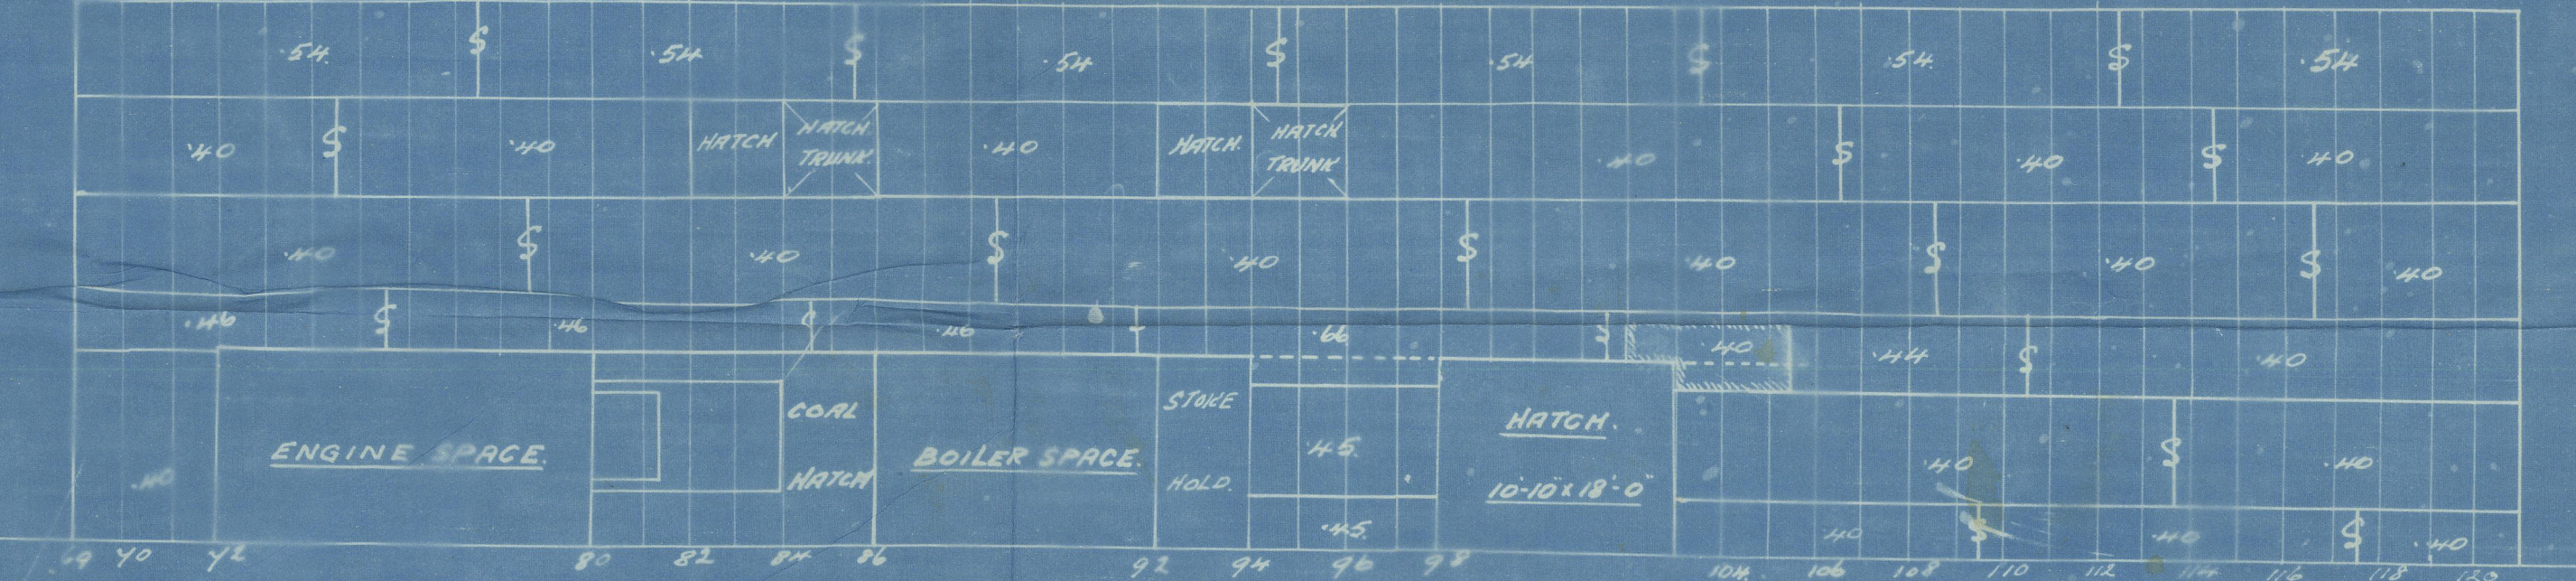 .54. S .54 S .54 S .54 S .54. S .54
.40 S .40 HATCH HATCH TRUNK. .40 HATCH. HATCH TRUNK .40 S .40 S .40
.40 S .40 S .40 S .40 S .40 S .40
.46 S .46 S .46 .66 S .40 .44 S .40
ENGINE SPACE. COAL HATCH BOILER SPACE. STOKE HOLD. .45. HATCH. 10'-10" x 18'-0" .40 S .40
.40 .45. .40 S .40 S .40
69 70 72 80 82 84 86 92 94 96 98 104. 106 108 110 112 114 116 118 120